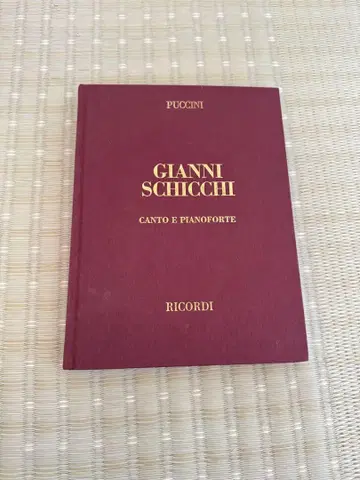 PUCCINI
GIANNI
SCHICCHI
CANTO E PIANOFORTE
RICORDI